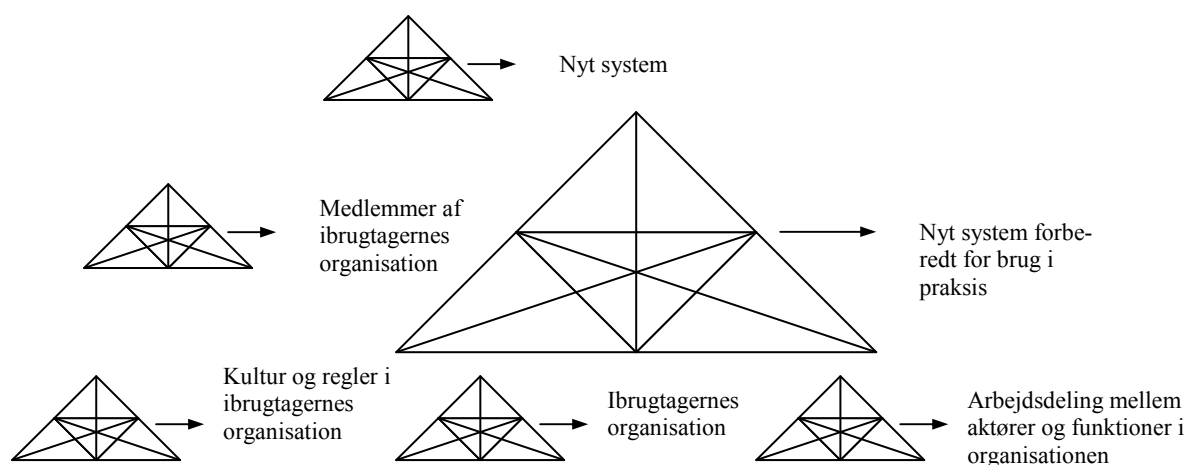 Nyt system
Medlemmer af
ibrugtagernes
organisation
Nyt system forbe-
redt for brug i
praksis
Kultur og regler i
ibrugtagernes
organisation
Ibrugtagernes
organisation
Arbejdsdeling mellem
aktører og funktioner i
organisationen